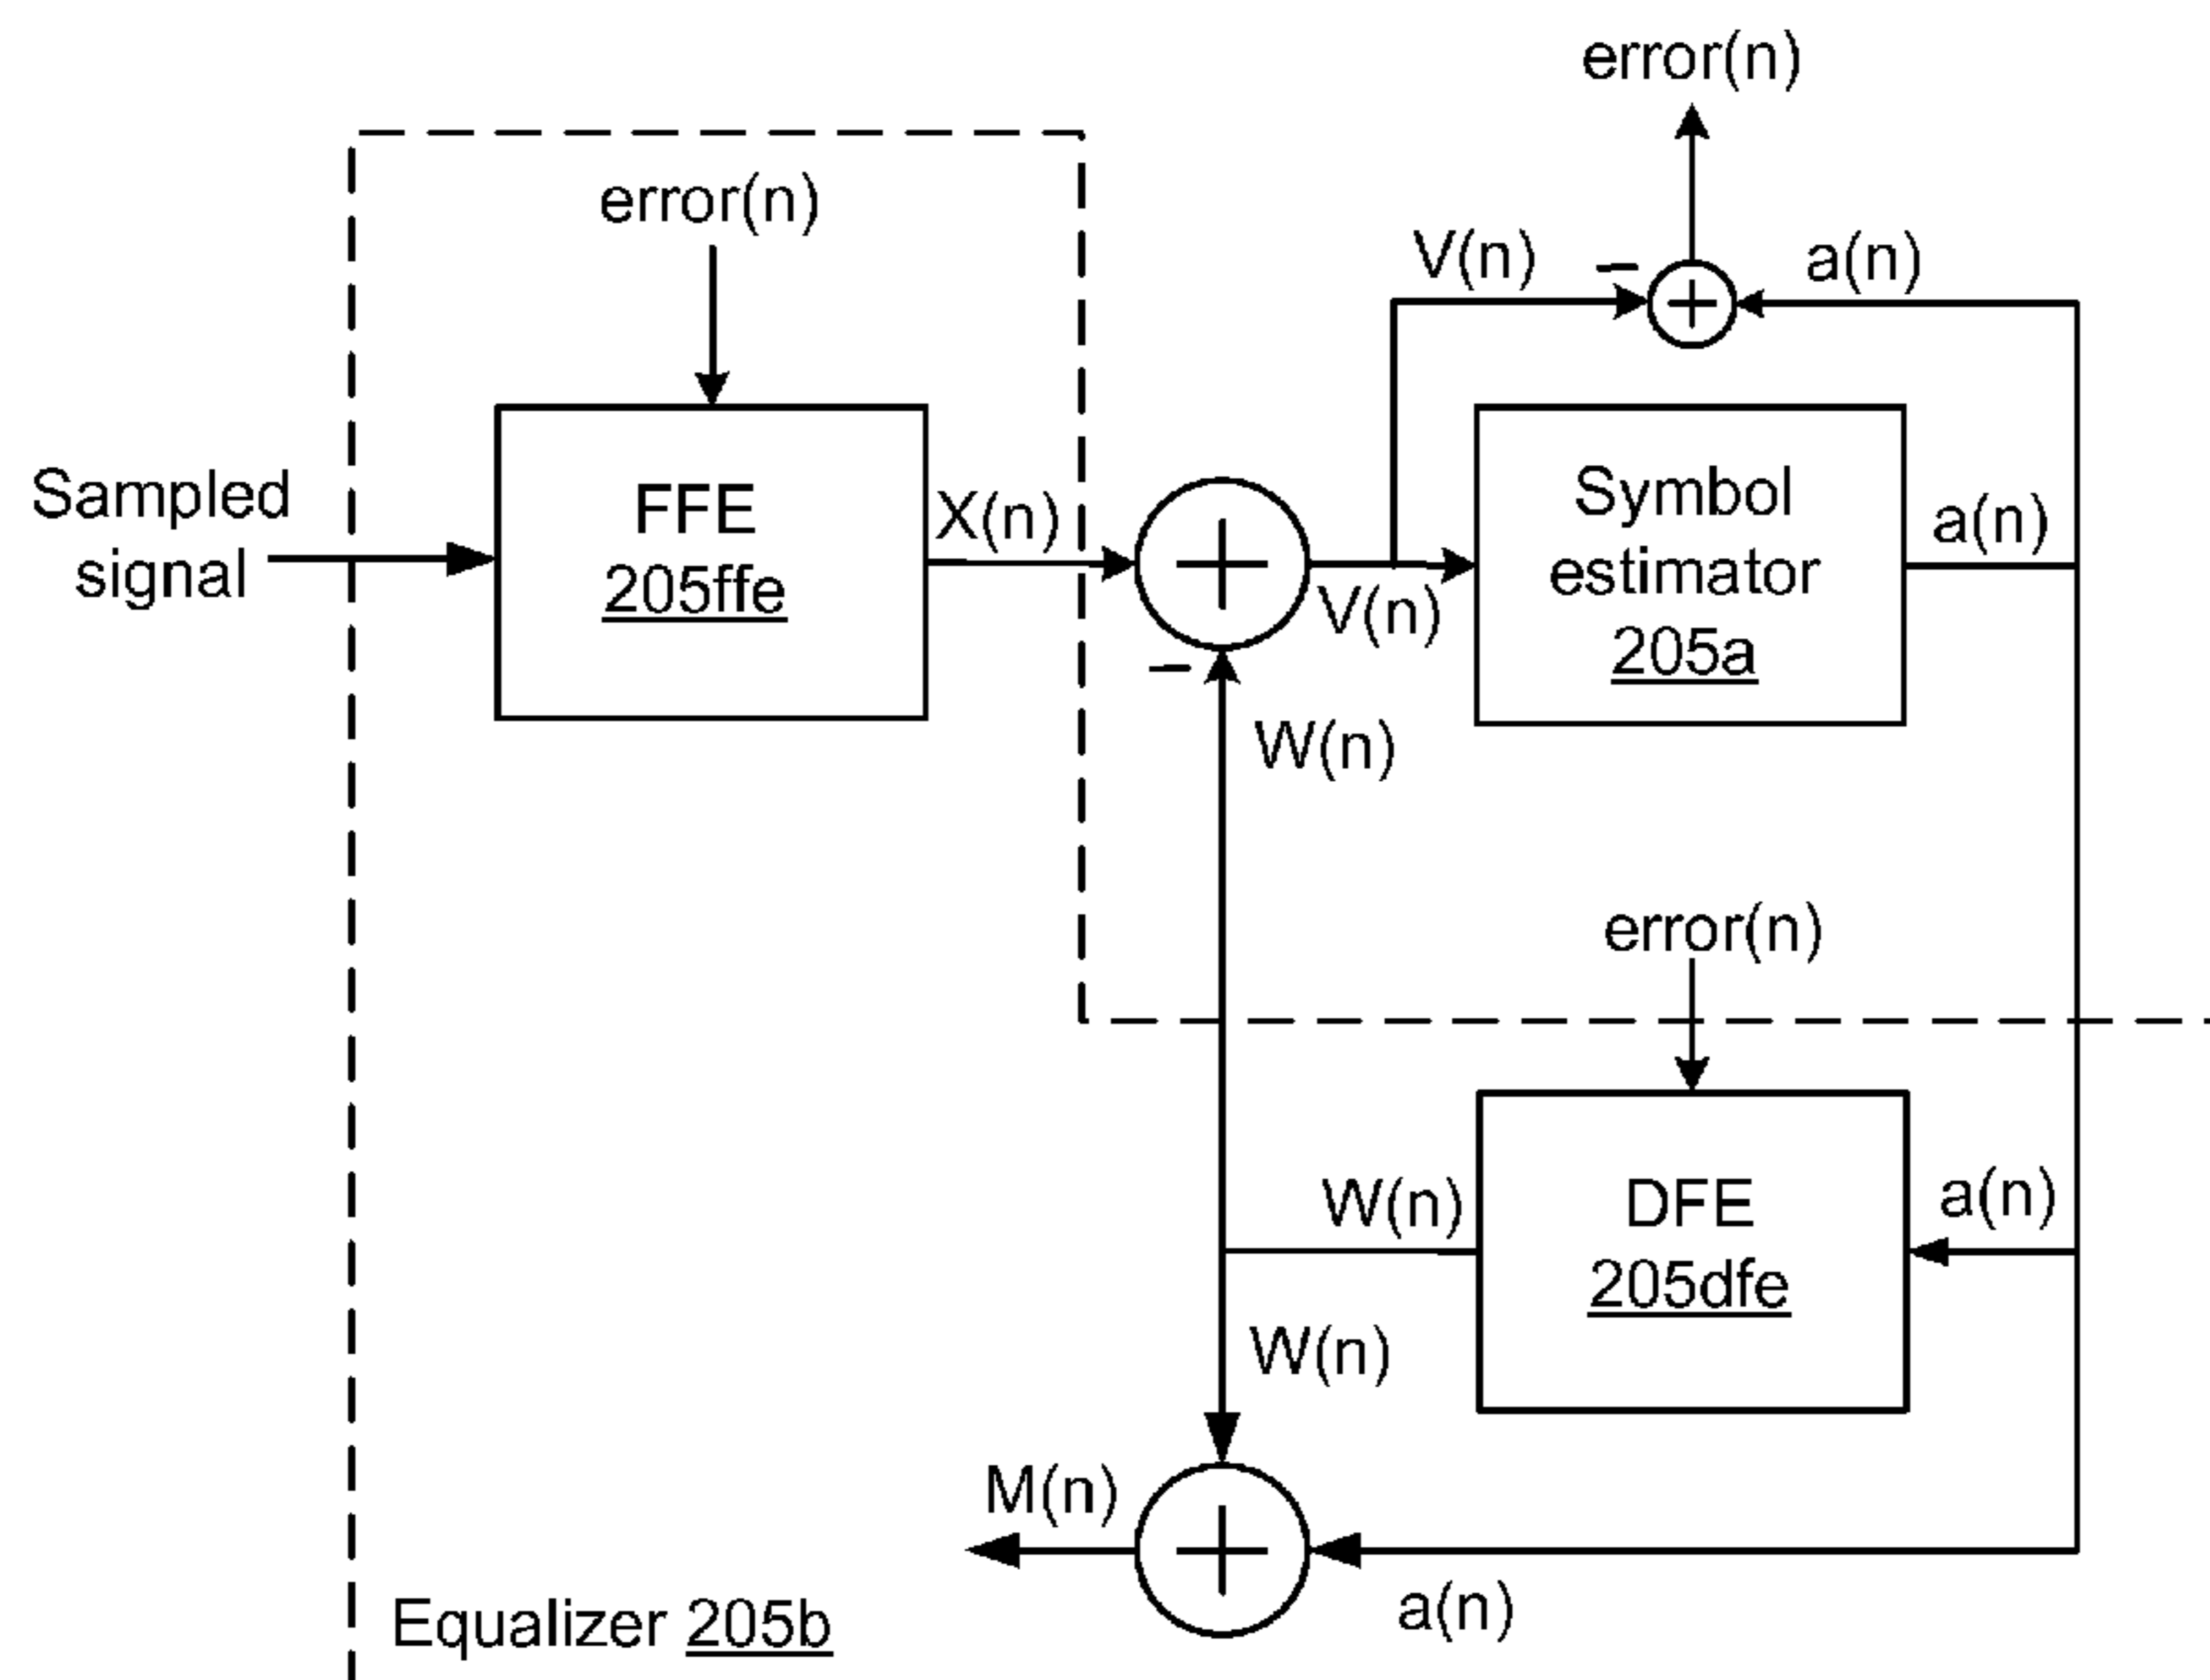 error(n)
error(n)
V(n)
−
a(n)
Sampled
signal
FFE
205ffe
X(n)
V(n)
Symbol
estimator
205a
a(n)
−
W(n)
error(n)
W(n)
DFE
205dfe
a(n)
W(n)
M(n)
a(n)
Equalizer 205b